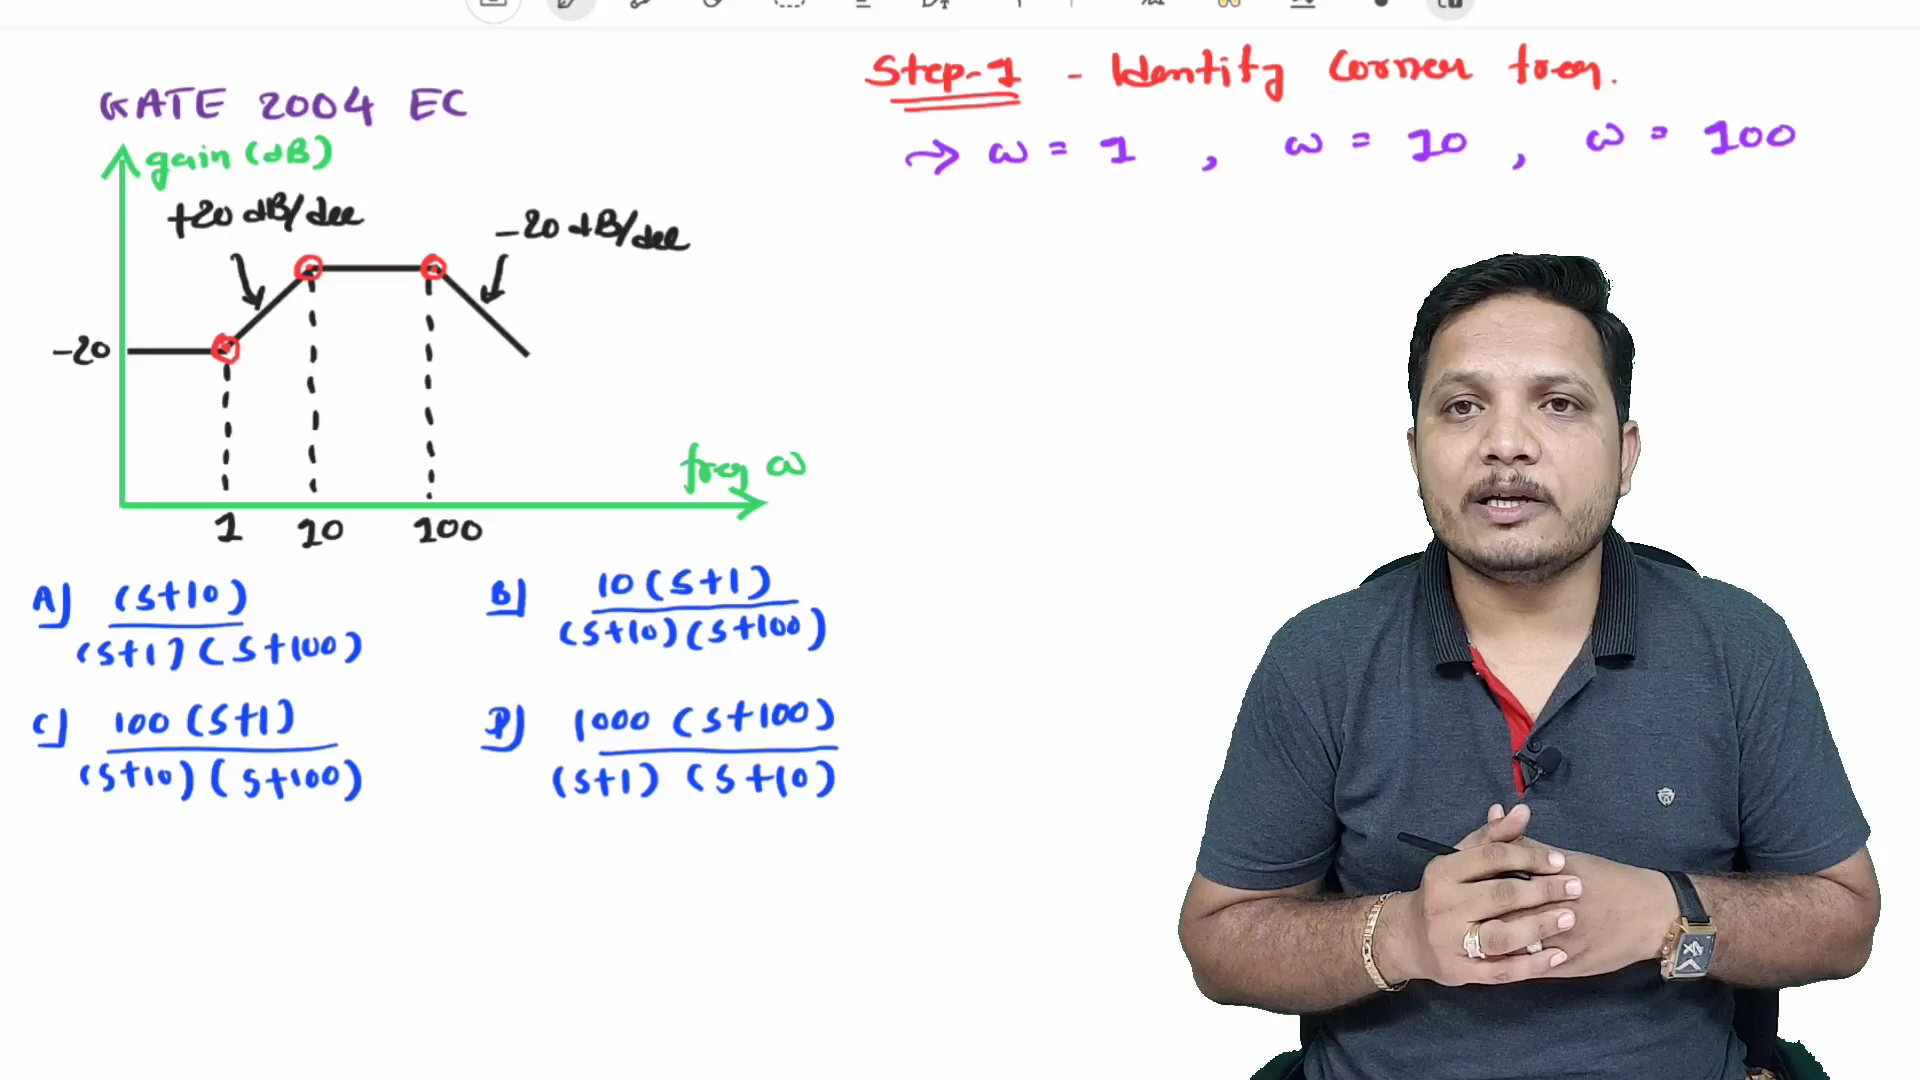 GATE 2004 EC
gain (dB)
+20 dB/dec
-20 dB/dec
-20
freq ω
1 10 100
A] (s+10)
(s+1) (s+100)
B] 10 (s+1)
(s+10) (s+100)
C] 100 (s+1)
(s+10) (s+100)
D] 1000 (s+100)
(s+1) (s+10)
Step-1 - Identify Corner freq.
→ ω = 1 , ω = 10 , ω = 100